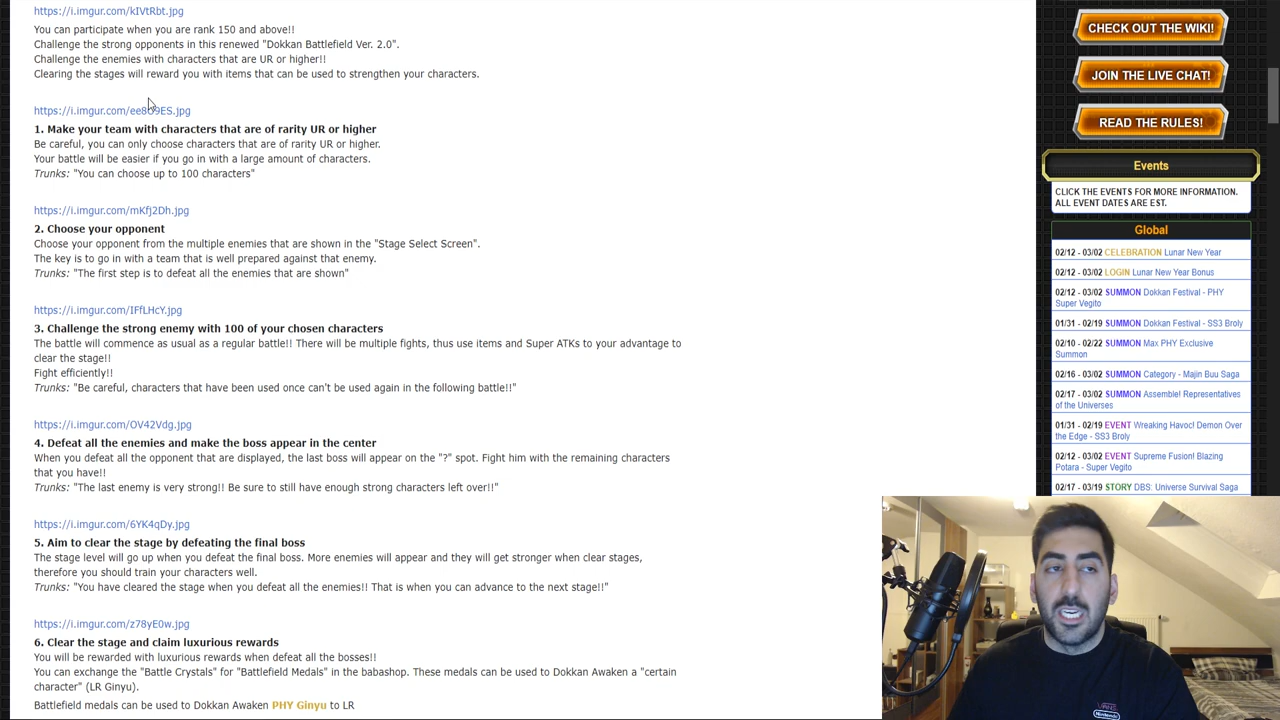 https://i.imgur.com/kIVtRbt.jpg
You can participate when you are rank 150 and above!!
Challenge the strong opponents in this renewed "Dokkan Battlefield Ver. 2.0".
Challenge the enemies with characters that are UR or higher!!
Clearing the stages will reward you with items that can be used to strengthen your characters.
https://i.imgur.com/ee8O9ES.jpg
1. Make your team with characters that are of rarity UR or higher
Be careful, you can only choose characters that are of rarity UR or higher.
Your battle will be easier if you go in with a large amount of characters.
Trunks: "You can choose up to 100 characters"
https://i.imgur.com/mKfj2Dh.jpg
2. Choose your opponent
Choose your opponent from the multiple enemies that are shown in the "Stage Select Screen".
The key is to go in with a team that is well prepared against that enemy.
Trunks: "The first step is to defeat all the enemies that are shown"
https://i.imgur.com/IFfLHcY.jpg
3. Challenge the strong enemy with 100 of your chosen characters
The battle will commence as usual as a regular battle!! There will be multiple fights, thus use items and Super ATKs to your advantage to
clear the stage!!
Fight efficiently!!
Trunks: "Be careful, characters that have been used once can't be used again in the following battle!!"
https://i.imgur.com/OV42Vdg.jpg
4. Defeat all the enemies and make the boss appear in the center
When you defeat all the opponent that are displayed, the last boss will appear on the "?" spot. Fight him with the remaining characters
that you have!!
Trunks: "The last enemy is very strong!! Be sure to still have enough strong characters left over!!"
https://i.imgur.com/6YK4qDy.jpg
5. Aim to clear the stage by defeating the final boss
The stage level will go up when you defeat the final boss. More enemies will appear and they will get stronger when clear stages,
therefore you should train your characters well.
Trunks: "You have cleared the stage when you defeat all the enemies!! That is when you can advance to the next stage!!"
https://i.imgur.com/z78yE0w.jpg
6. Clear the stage and claim luxurious rewards
You will be rewarded with luxurious rewards when defeat all the bosses!!
You can exchange the "Battle Crystals" for "Battlefield Medals" in the babashop. These medals can be used to Dokkan Awaken a "certain
character" (LR Ginyu).
Battlefield medals can be used to Dokkan Awaken PHY Ginyu to LR
CHECK OUT THE WIKI!
JOIN THE LIVE CHAT!
READ THE RULES!
Events
CLICK THE EVENTS FOR MORE INFORMATION.
ALL EVENT DATES ARE EST.
Global
02/12 - 03/02 CELEBRATION Lunar New Year
02/12 - 03/02 LOGIN Lunar New Year Bonus
02/12 - 03/02 SUMMON Dokkan Festival - PHY
Super Vegito
01/31 - 02/19 SUMMON Dokkan Festival - SS3 Broly
02/10 - 02/22 SUMMON Max PHY Exclusive
Summon
02/16 - 03/02 SUMMON Category - Majin Buu Saga
02/17 - 03/02 SUMMON Assemble! Representatives
of the Universes
01/31 - 02/19 EVENT Wreaking Havoc! Demon Over
the Edge - SS3 Broly
02/12 - 03/02 EVENT Supreme Fusion! Blazing
Potara - Super Vegito
02/17 - 03/19 STORY DBS: Universe Survival Saga
Nintendo